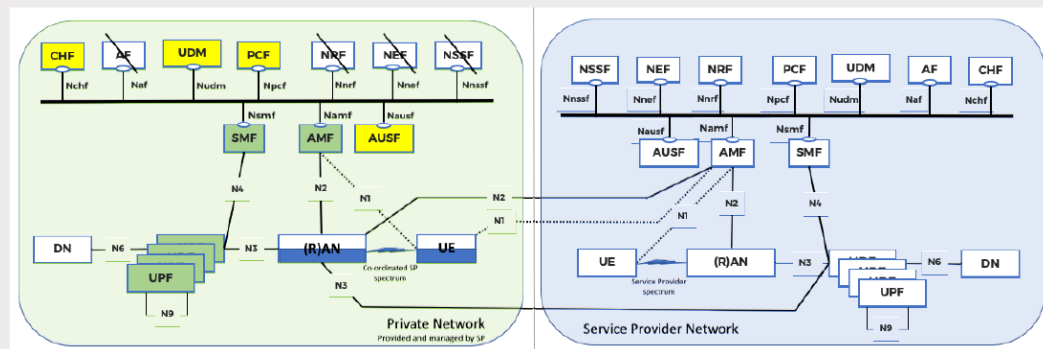 CHF
AF
UDM
PCF
NRF
NEF
NSSF
Nchf
Naf
Nudm
Npcf
Nnrf
Nnef
Nnssf
Nsmf
Namf
Nausf
SMF
AMF
AUSF
N4
N2
N1
N2
N1
DN
N6
UPF
N3
(R)AN
UE
Co-ordinated SP
spectrum
N3
N9
Private Network
Provided and managed by SP
NSSF
NEF
NRF
PCF
UDM
AF
CHF
Nnssf
Nnef
Nnrf
Npcf
Nudm
Naf
Nchf
Nausf
Namf
Nsmf
AUSF
AMF
SMF
N1
N2
N4
UE
Service Provider
spectrum
(R)AN
N3
UPF
N6
DN
N9
Service Provider Network